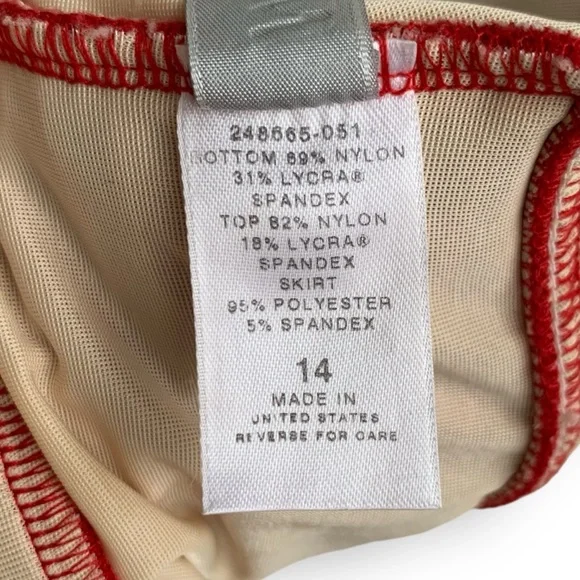 248565-051
BOTTOM 69% NYLON
31% LYCRA®
SPANDEX
TOP 82% NYLON
18% LYCRA®
SPANDEX
SKIRT
95% POLYESTER
5% SPANDEX
14
MADE IN
UNITED STATES
REVERSE FOR CARE